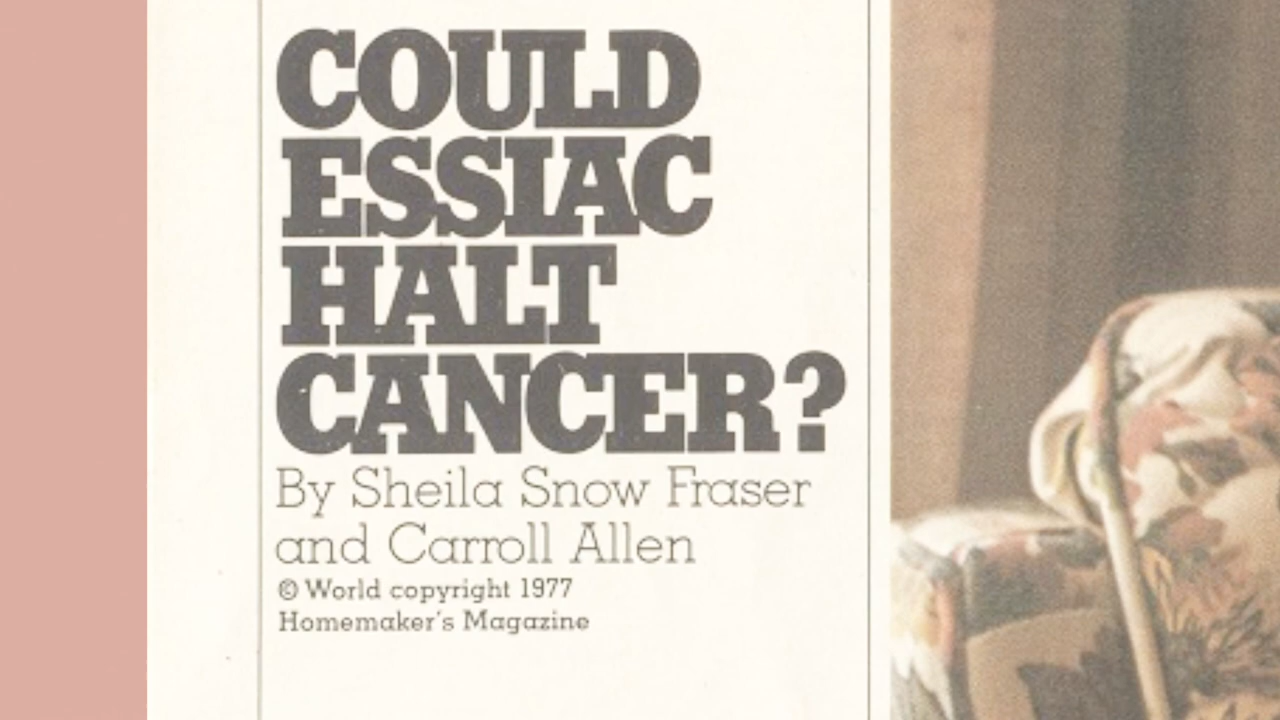 COULD
ESSIAC
HALT
CANCER?
By Sheila Snow Fraser
and Carroll Allen
© World copyright 1977
Homemaker's Magazine